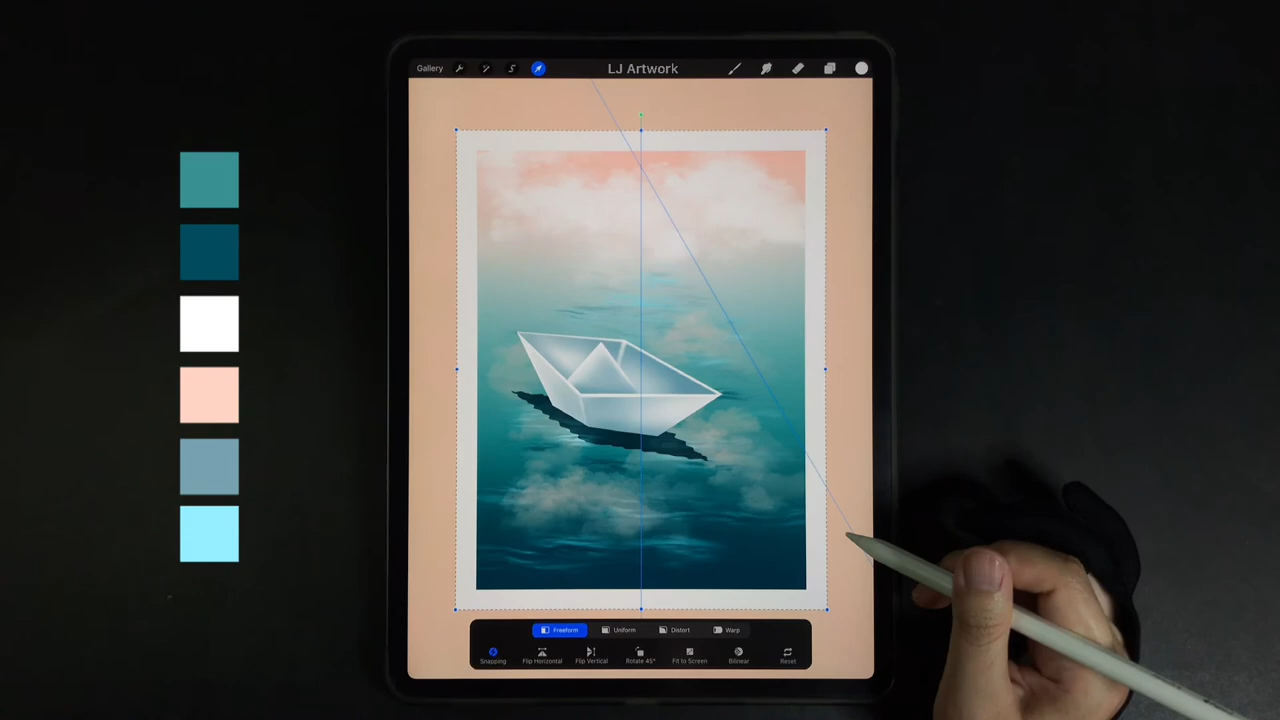 Gallery
LJ Artwork
Freeform Uniform Distort Warp
Snapping Flip Horizontal Flip Vertical Rotate 45° Fit to Screen Bilinear Reset